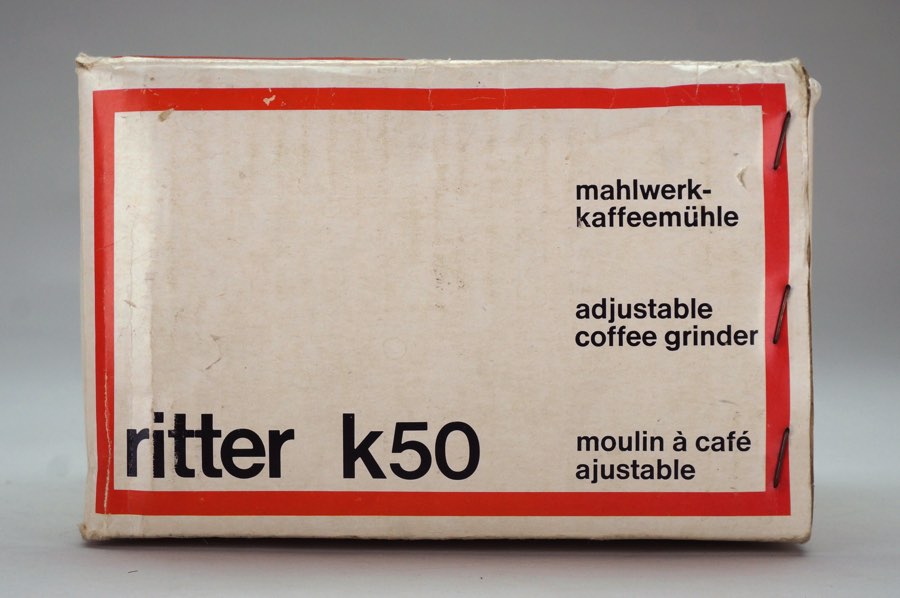 mahlwerk-
kaffeemühle
adjustable
coffee grinder
moulin à café
ajustable
ritter k50